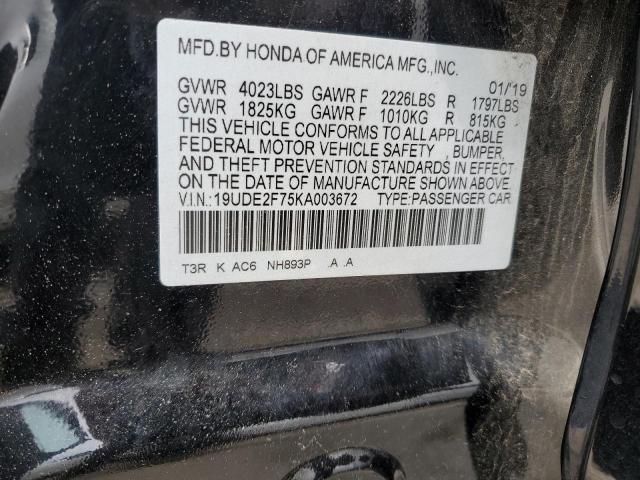 MFD.BY HONDA OF AMERICA MFG.,INC.
01/'19
GVWR 4023LBS GAWR F 2226LBS R 1797LBS
GVWR 1825KG GAWR F 1010KG R 815KG
THIS VEHICLE CONFORMS TO ALL APPLICABLE
FEDERAL MOTOR VEHICLE SAFETY , BUMPER,
AND THEFT PREVENTION STANDARDS IN EFFECT
ON THE DATE OF MANUFACTURE SHOWN ABOVE.
V.I.N.:19UDE2F75KA003672 TYPE:PASSENGER CAR
T3R K AC6 NH893P .A .A